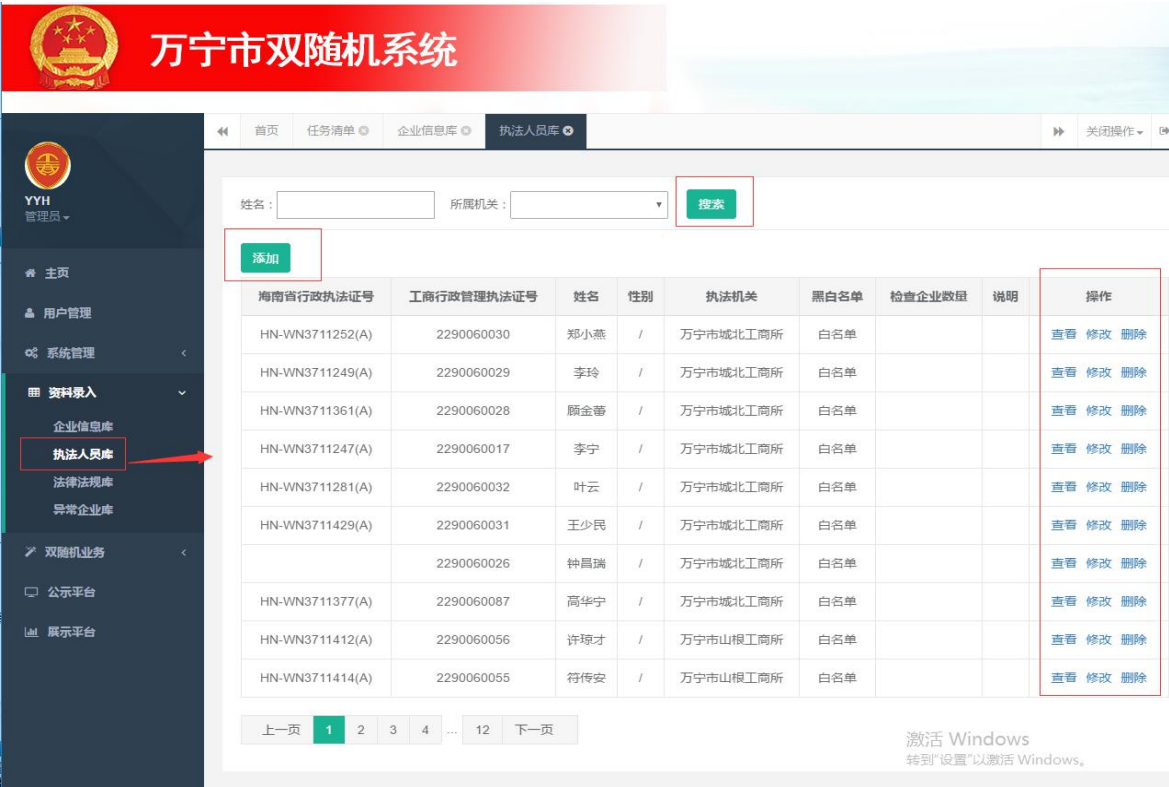 万宁市双随机系统
首页 任务清单 企业信息库 执法人员库 关闭操作
YYH
管理员
主页
用户管理
系统管理
资料录入
企业信息库
执法人员库
法律法规库
异常企业库
双随机业务
公示平台
展示平台
姓名： 所属机关： 搜索
添加
海南省行政执法证号 工商行政管理执法证号 姓名 性别 执法机关 黑白名单 检查企业数量 说明 操作
HN-WN3711252(A) 2290060030 郑小燕 / 万宁市城北工商所 白名单 查看 修改 删除
HN-WN3711249(A) 2290060029 李玲 / 万宁市城北工商所 白名单 查看 修改 删除
HN-WN3711361(A) 2290060028 顾金蕾 / 万宁市城北工商所 白名单 查看 修改 删除
HN-WN3711247(A) 2290060017 李宁 / 万宁市城北工商所 白名单 查看 修改 删除
HN-WN3711281(A) 2290060032 叶云 / 万宁市城北工商所 白名单 查看 修改 删除
HN-WN3711429(A) 2290060031 王少民 / 万宁市城北工商所 白名单 查看 修改 删除
2290060026 钟昌瑞 / 万宁市城北工商所 白名单 查看 修改 删除
HN-WN3711377(A) 2290060087 高华宁 / 万宁市城北工商所 白名单 查看 修改 删除
HN-WN3711412(A) 2290060056 许琼才 / 万宁市山根工商所 白名单 查看 修改 删除
HN-WN3711414(A) 2290060055 符传安 / 万宁市山根工商所 白名单 查看 修改 删除
上一页 1 2 3 4 ... 12 下一页
激活 Windows
转到"设置"以激活 Windows。